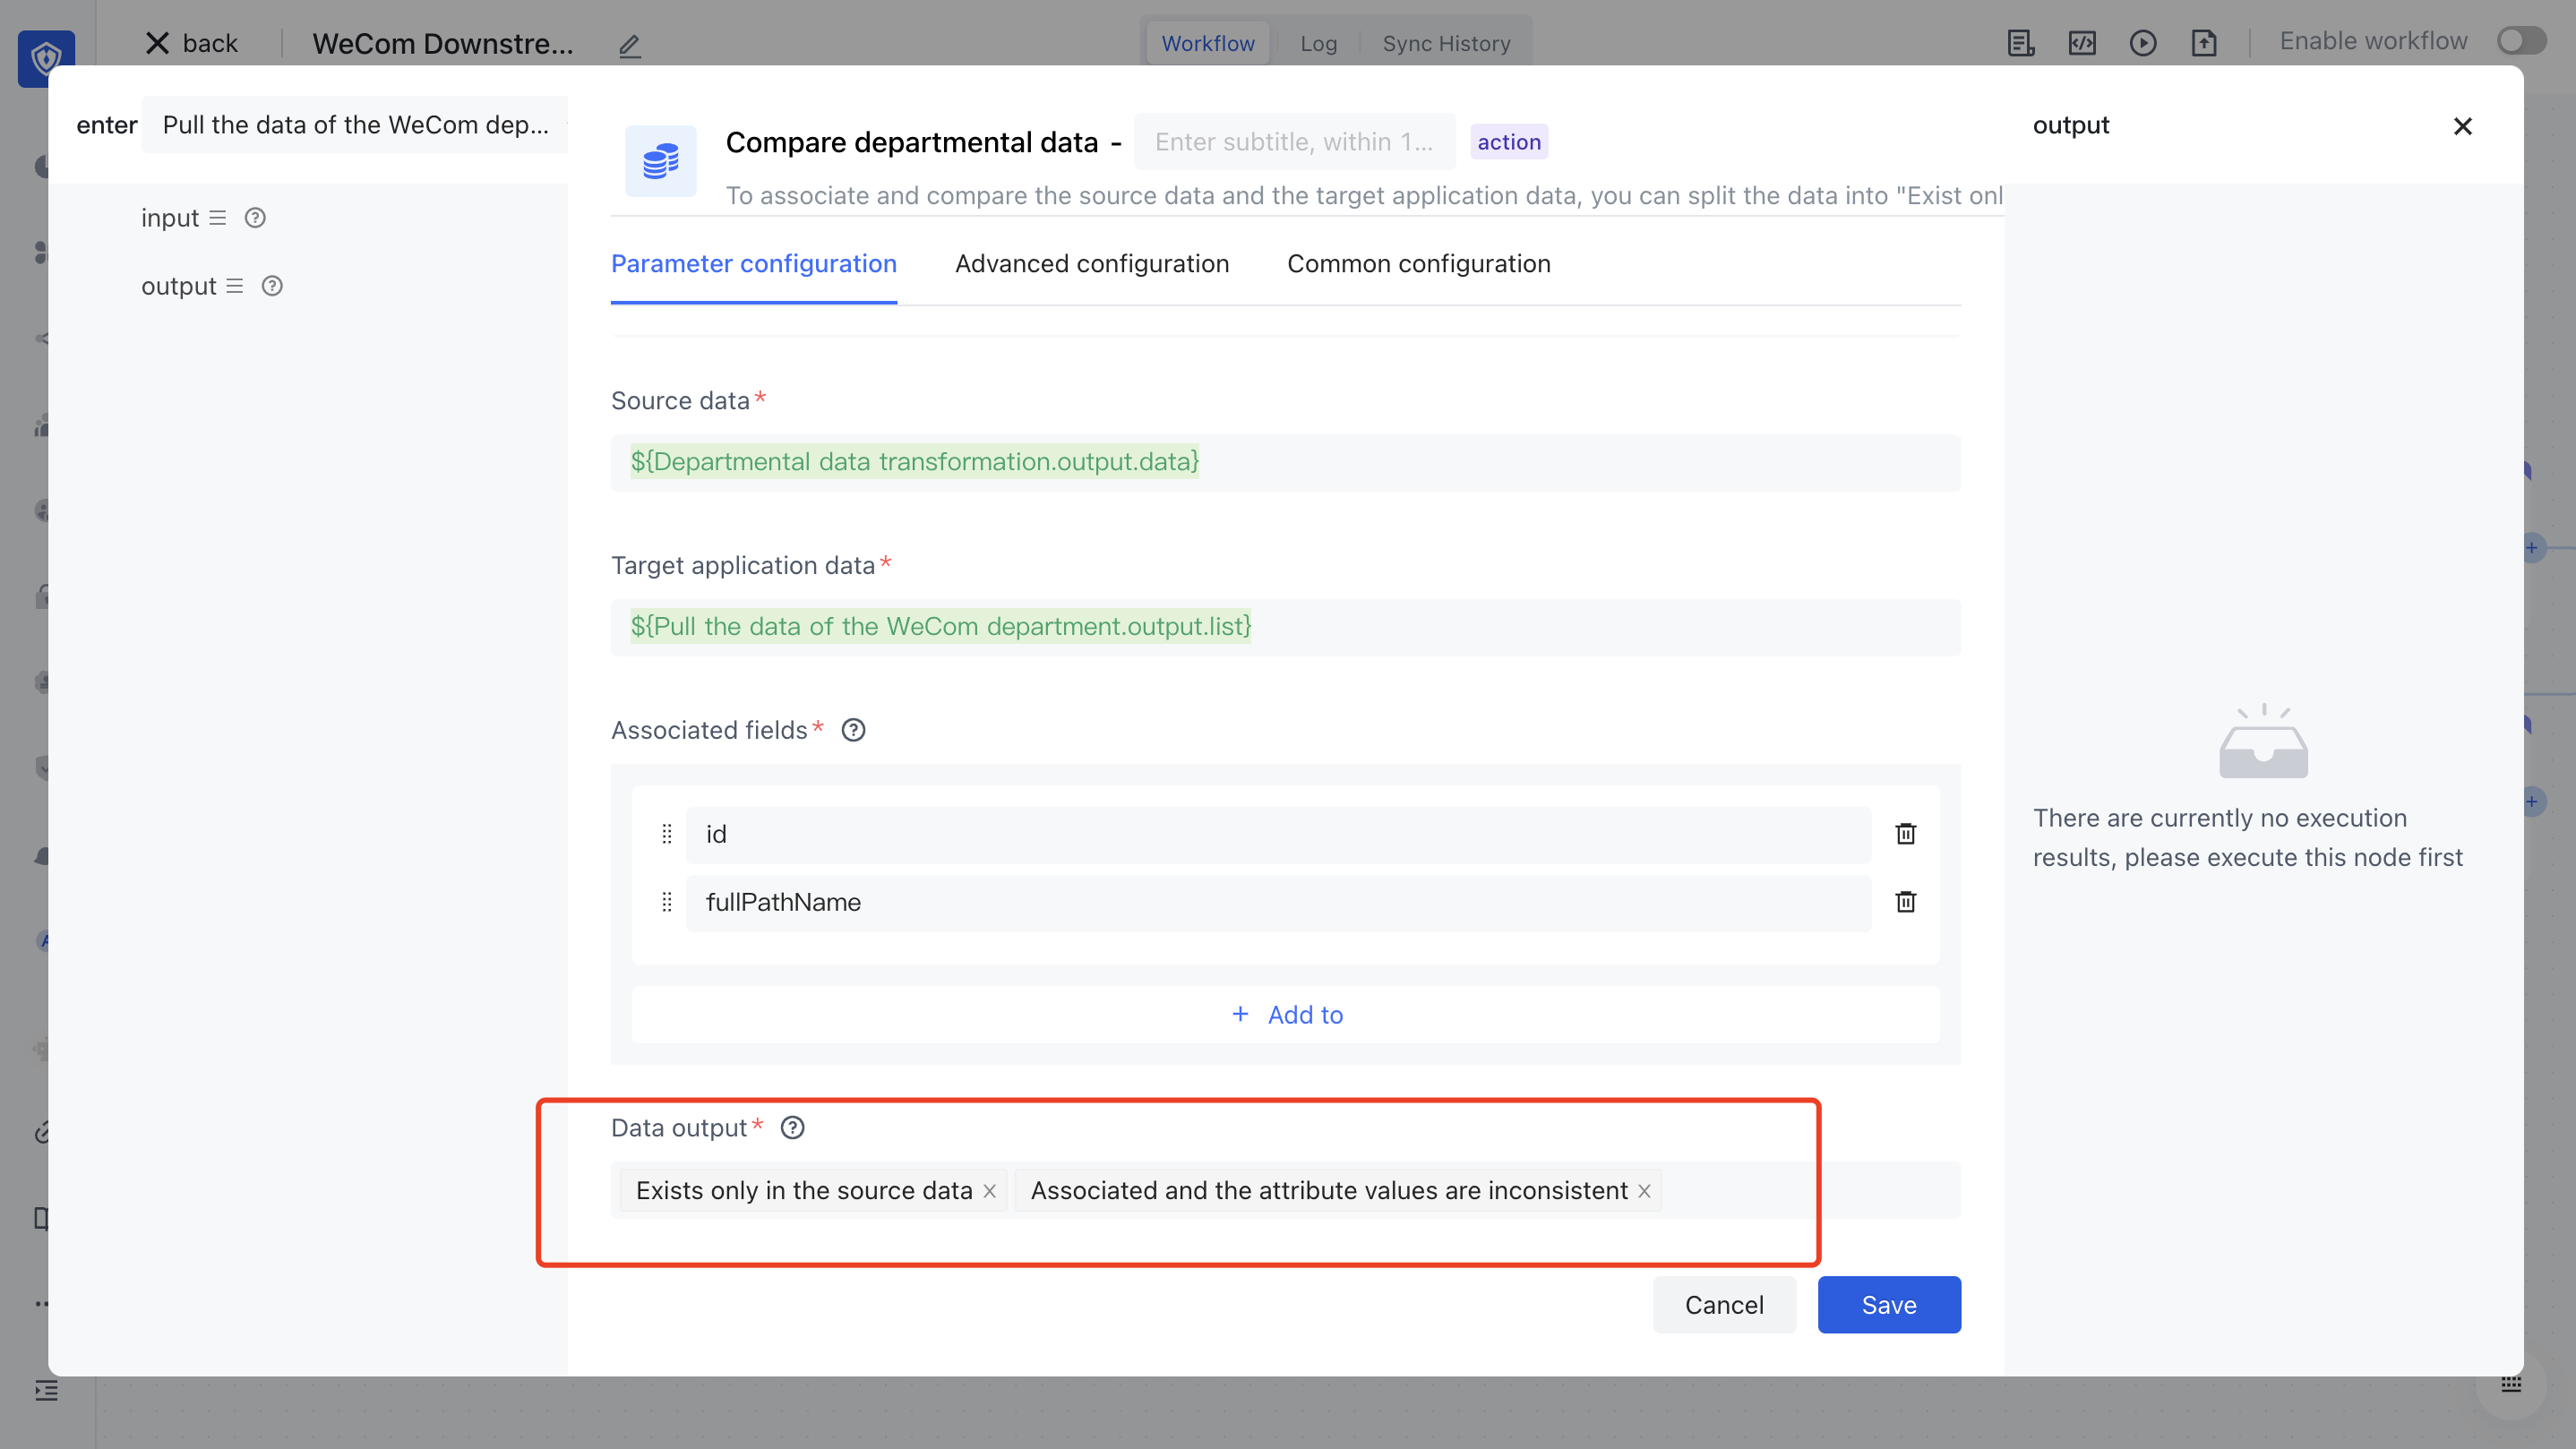 back
WeCom Downstre...
Workflow
Log
Sync History
Enable workflow
enter
Pull the data of the WeCom dep...
input
output
Compare departmental data -
Enter subtitle, within 1...
action
To associate and compare the source data and the target application data, you can split the data into "Exist onl
Parameter configuration
Advanced configuration
Common configuration
Source data*
${Departmental data transformation.output.data}
Target application data*
${Pull the data of the WeCom department.output.list}
Associated fields*
id
fullPathName
+ Add to
Data output*
Exists only in the source data
Associated and the attribute values are inconsistent
Cancel
Save
output
There are currently no execution
results, please execute this node first